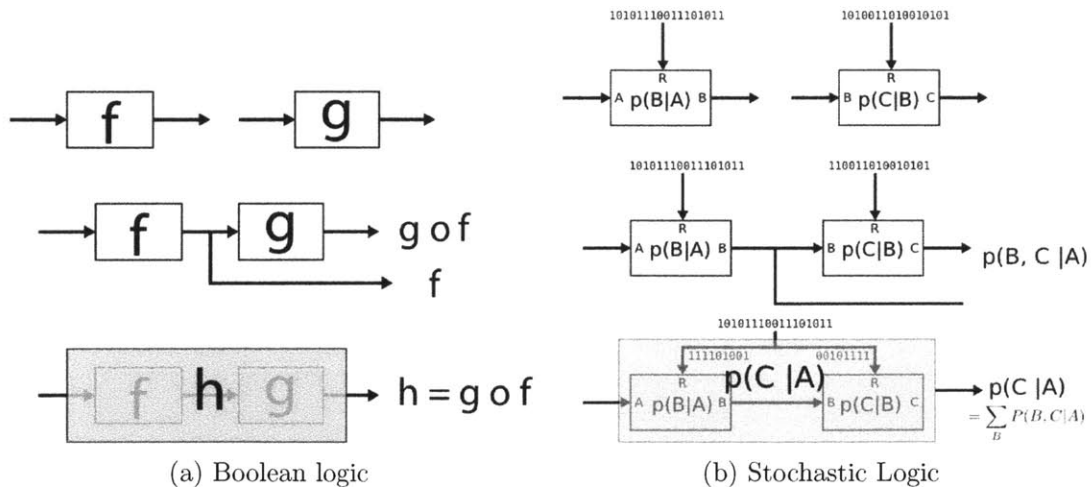 f
g
f
g
g o f
f
f
h
g
h = g o f
(a) Boolean logic
10101110011101011
1010011010010101
R
R
A p(B|A) B
B p(C|B) C
10101110011101011
110011010010101
R
R
A p(B|A) B
B p(C|B) C
p(B, C |A)
10101110011101011
111101001
00101111
R
p(C |A)
R
A p(B|A) B
B p(C|B) C
p(C |A)
= ∑ P(B, C|A)
B
(b) Stochastic Logic